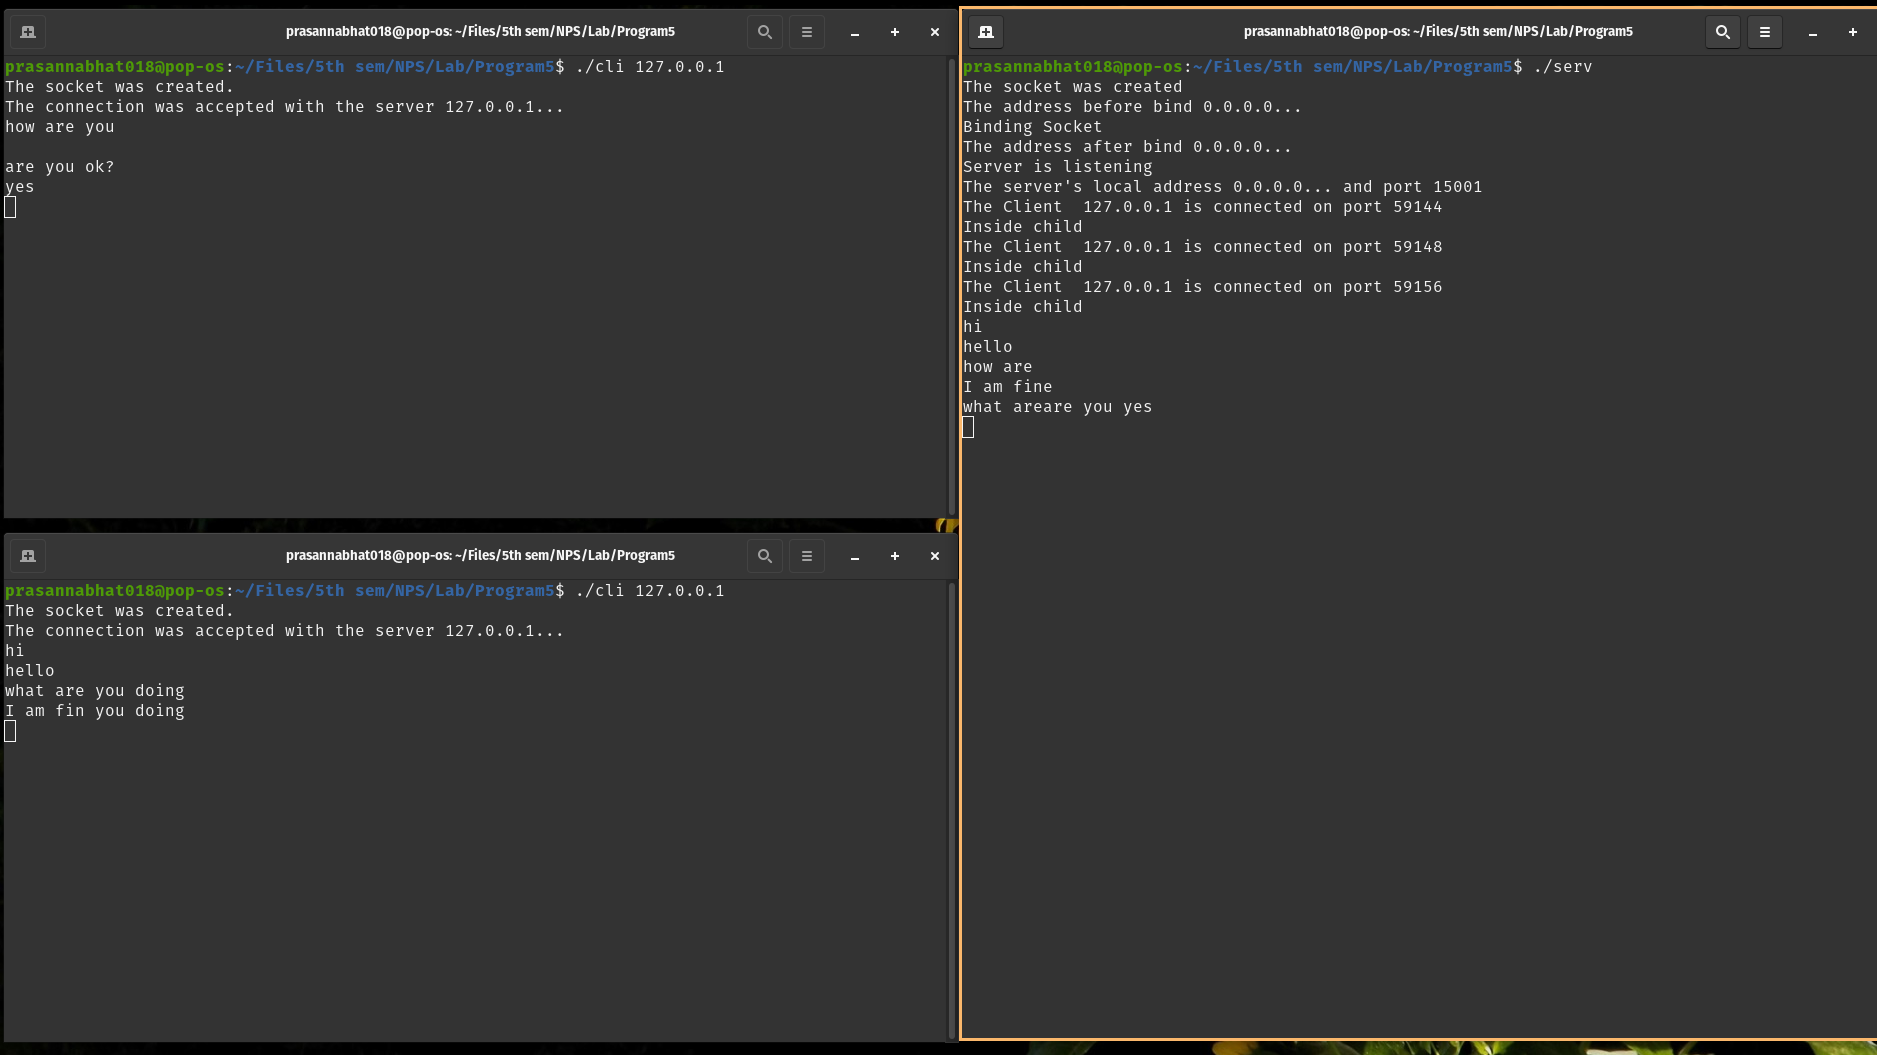 prasannabhat018@pop-os: ~/Files/5th sem/NPS/Lab/Program5
prasannabhat018@pop-os:~/Files/5th sem/NPS/Lab/Program5$ ./cli 127.0.0.1
The socket was created.
The connection was accepted with the server 127.0.0.1...
how are you
are you ok?
yes
prasannabhat018@pop-os: ~/Files/5th sem/NPS/Lab/Program5
prasannabhat018@pop-os:~/Files/5th sem/NPS/Lab/Program5$ ./cli 127.0.0.1
The socket was created.
The connection was accepted with the server 127.0.0.1...
hi
hello
what are you doing
I am fin you doing
prasannabhat018@pop-os: ~/Files/5th sem/NPS/Lab/Program5
prasannabhat018@pop-os:~/Files/5th sem/NPS/Lab/Program5$ ./serv
The socket was created
The address before bind 0.0.0.0...
Binding Socket
The address after bind 0.0.0.0...
Server is listening
The server's local address 0.0.0.0... and port 15001
The Client  127.0.0.1 is connected on port 59144
Inside child
The Client  127.0.0.1 is connected on port 59148
Inside child
The Client  127.0.0.1 is connected on port 59156
Inside child
hi
hello
how are
I am fine
what areare you yes